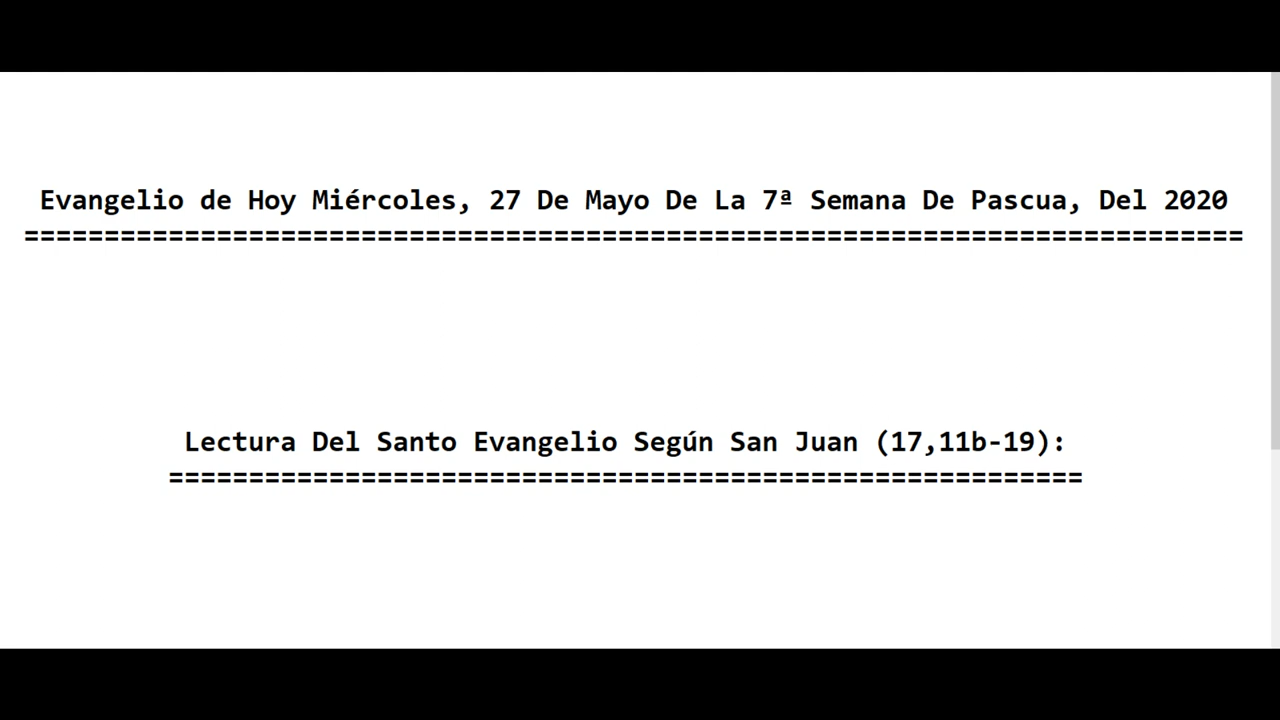 Evangelio de Hoy Miércoles, 27 De Mayo De La 7ª Semana De Pascua, Del 2020
============================================================================
Lectura Del Santo Evangelio Según San Juan (17,11b-19):
=========================================================